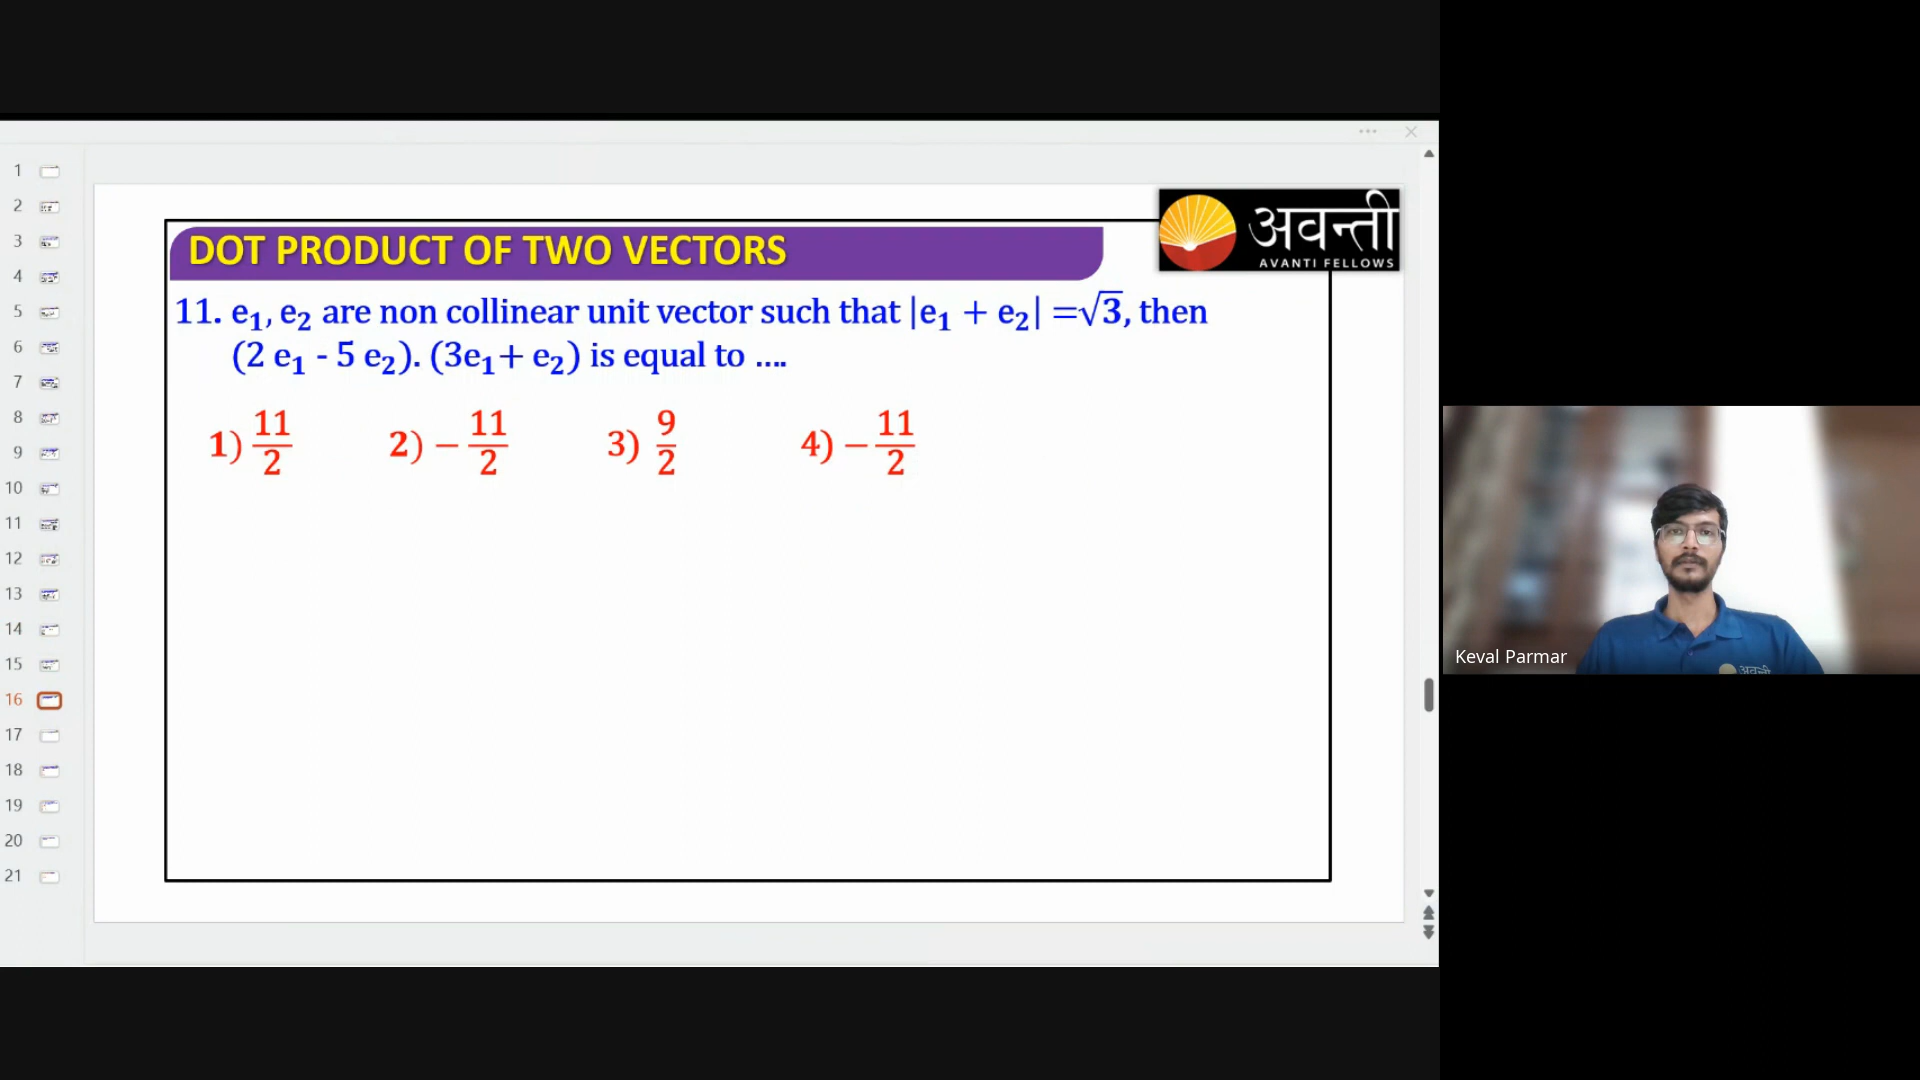 DOT PRODUCT OF TWO VECTORS
अवन्ती
AVANTI FELLOWS
11. e₁, e₂ are non collinear unit vector such that |e₁ + e₂| =√3, then
(2 e₁ - 5 e₂). (3e₁+ e₂) is equal to ....
1) 11/2 2) − 11/2 3) 9/2 4) − 11/2
1
2
3
4
5
6
7
8
9
10
11
12
13
14
15
16
17
18
19
20
21
Keval Parmar
अवन्ती